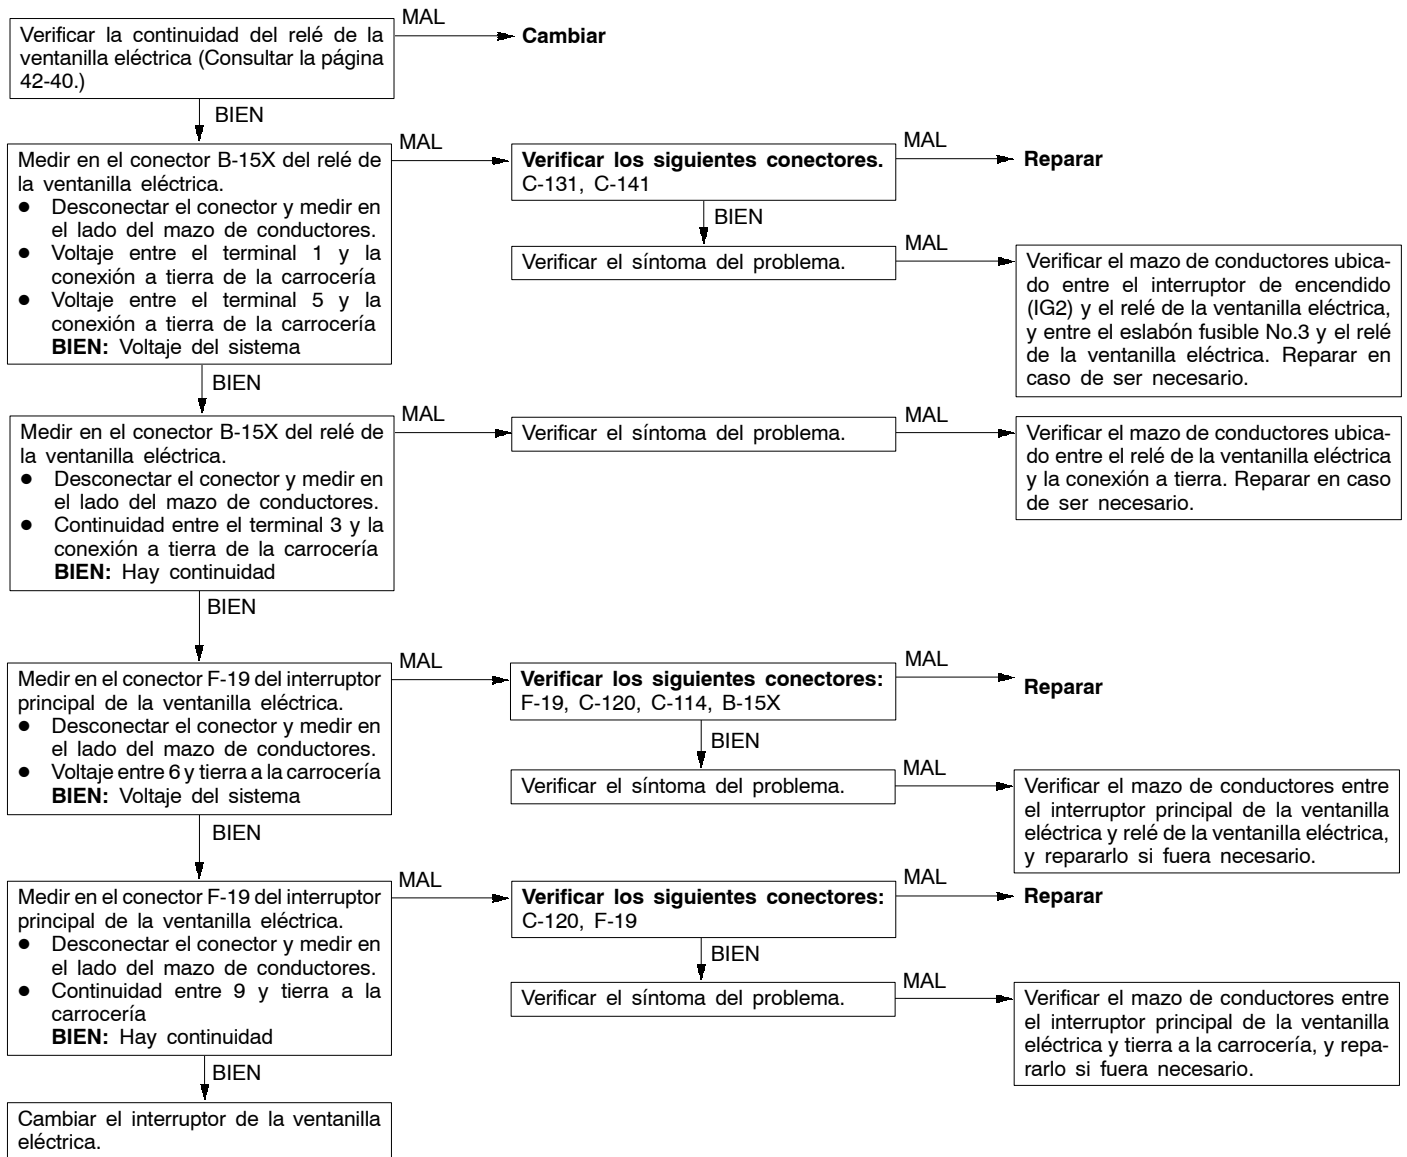 Verificar la continuidad del relé de la
ventanilla eléctrica (Consultar la página
42-40.)
MAL
Cambiar
BIEN
Medir en el conector B-15X del relé de
la ventanilla eléctrica.
● Desconectar el conector y medir en
el lado del mazo de conductores.
● Voltaje entre el terminal 1 y la
conexión a tierra de la carrocería
● Voltaje entre el terminal 5 y la
conexión a tierra de la carrocería
BIEN: Voltaje del sistema
MAL
Verificar los siguientes conectores.
C-131, C-141
MAL
Reparar
BIEN
Verificar el síntoma del problema.
MAL
Verificar el mazo de conductores ubica-
do entre el interruptor de encendido
(IG2) y el relé de la ventanilla eléctrica,
y entre el eslabón fusible No.3 y el relé
de la ventanilla eléctrica. Reparar en
caso de ser necesario.
BIEN
Medir en el conector B-15X del relé de
la ventanilla eléctrica.
● Desconectar el conector y medir en
el lado del mazo de conductores.
● Continuidad entre el terminal 3 y la
conexión a tierra de la carrocería
BIEN: Hay continuidad
MAL
Verificar el síntoma del problema.
MAL
Verificar el mazo de conductores ubica-
do entre el relé de la ventanilla eléctrica
y la conexión a tierra. Reparar en caso
de ser necesario.
BIEN
Medir en el conector F-19 del interruptor
principal de la ventanilla eléctrica.
● Desconectar el conector y medir en
el lado del mazo de conductores.
● Voltaje entre 6 y tierra a la carrocería
BIEN: Voltaje del sistema
MAL
Verificar los siguientes conectores:
F-19, C-120, C-114, B-15X
MAL
Reparar
BIEN
Verificar el síntoma del problema.
MAL
Verificar el mazo de conductores entre
el interruptor principal de la ventanilla
eléctrica y relé de la ventanilla eléctrica,
y repararlo si fuera necesario.
BIEN
Medir en el conector F-19 del interruptor
principal de la ventanilla eléctrica.
● Desconectar el conector y medir en
el lado del mazo de conductores.
● Continuidad entre 9 y tierra a la
carrocería
BIEN: Hay continuidad
MAL
Verificar los siguientes conectores:
C-120, F-19
MAL
Reparar
BIEN
Verificar el síntoma del problema.
MAL
Verificar el mazo de conductores entre
el interruptor principal de la ventanilla
eléctrica y tierra a la carrocería, y repa-
rarlo si fuera necesario.
BIEN
Cambiar el interruptor de la ventanilla
eléctrica.